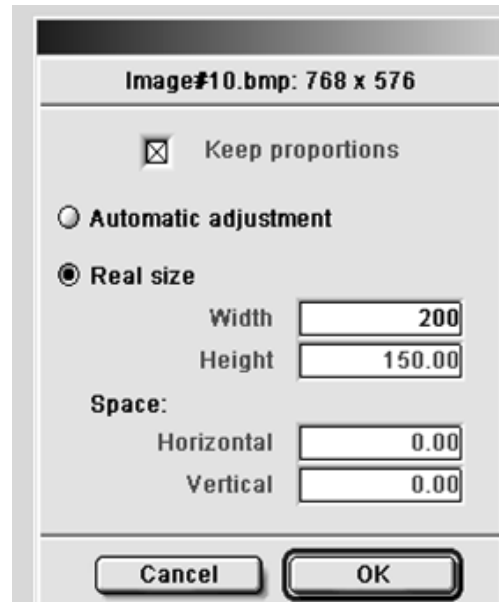 Image#10.bmp: 768 x 576
Keep proportions
Automatic adjustment
Real size
Width 200
Height 150.00
Space:
Horizontal 0.00
Vertical 0.00
Cancel OK